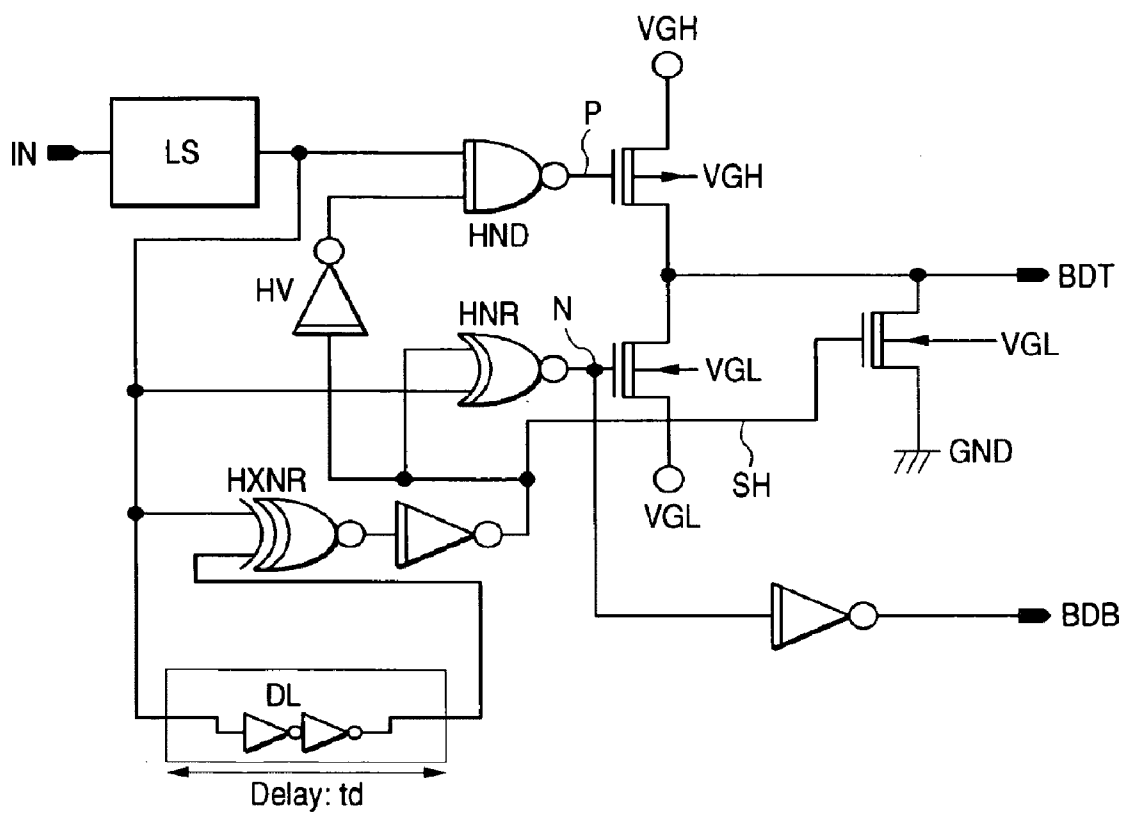 VGH
P
IN
LS
VGH
HND
HV
BDT
HNR
N
VGL
VGL
GND
HXNR
SH
VGL
BDB
DL
Delay: td